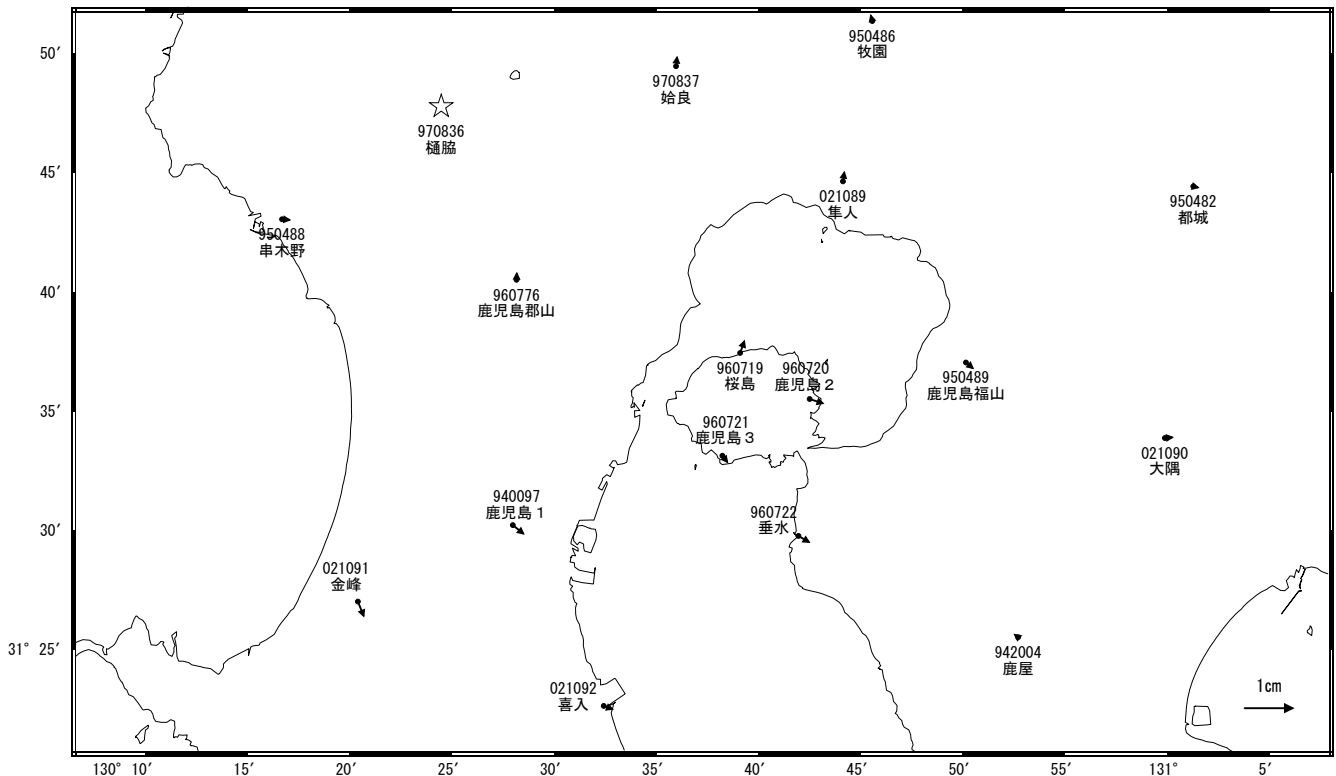 50′
950486
牧園
970837
姶良
970836
樋脇
45′
021089
隼人
950482
都城
950488
串木野
40′
960776
鹿児島郡山
960719
桜島
960720
鹿児島２
950489
鹿児島福山
35′
960721
鹿児島３
021090
大隅
940097
鹿児島１
960722
垂水
30′
021091
金峰
31° 25′
942004
鹿屋
021092
喜入
1cm
130° 10′ 15′ 20′ 25′ 30′ 35′ 40′ 45′ 50′ 55′ 131° 5′